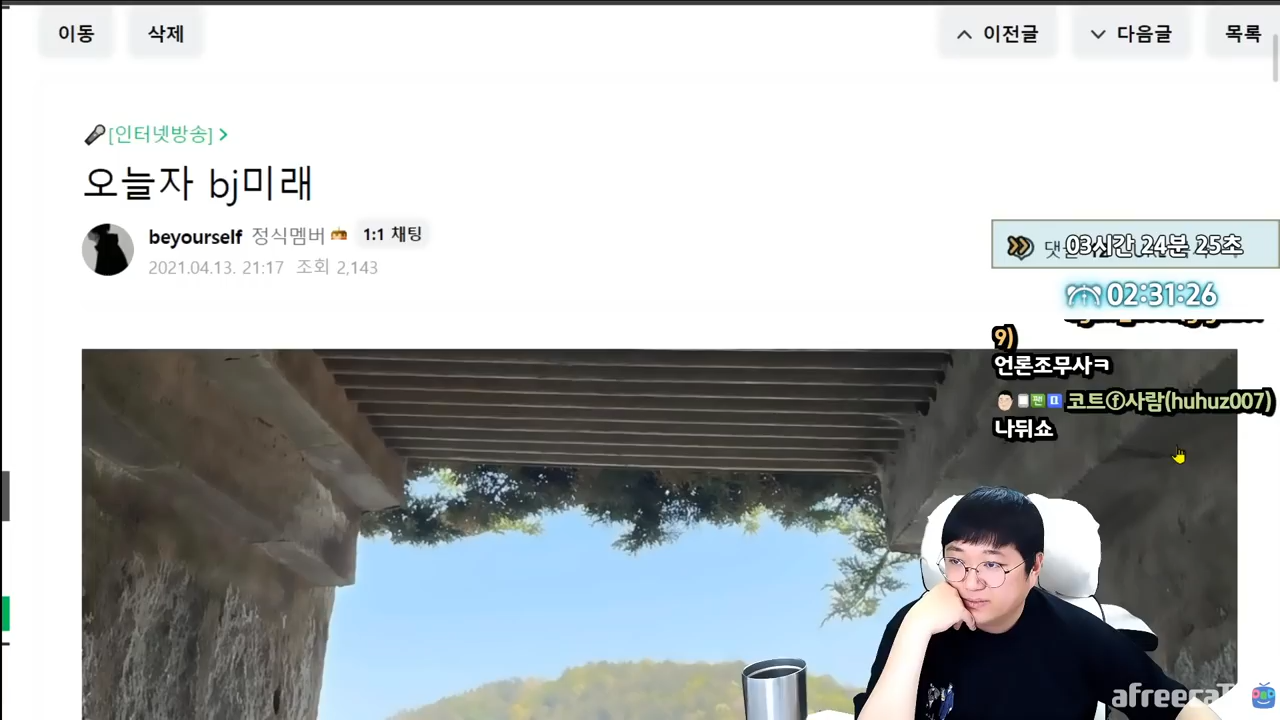 이동
삭제
이전글
다음글
목록
[인터넷방송]
오늘자 bj미래
beyourself 정식멤버 1:1 채팅
2021.04.13. 21:17 조회 2,143
03시간 24분 25초
02:31:26
9)
언론조무사ㅋ
팬 코트ⓕ사람(huhuz007)
나둬쇼
afreeca